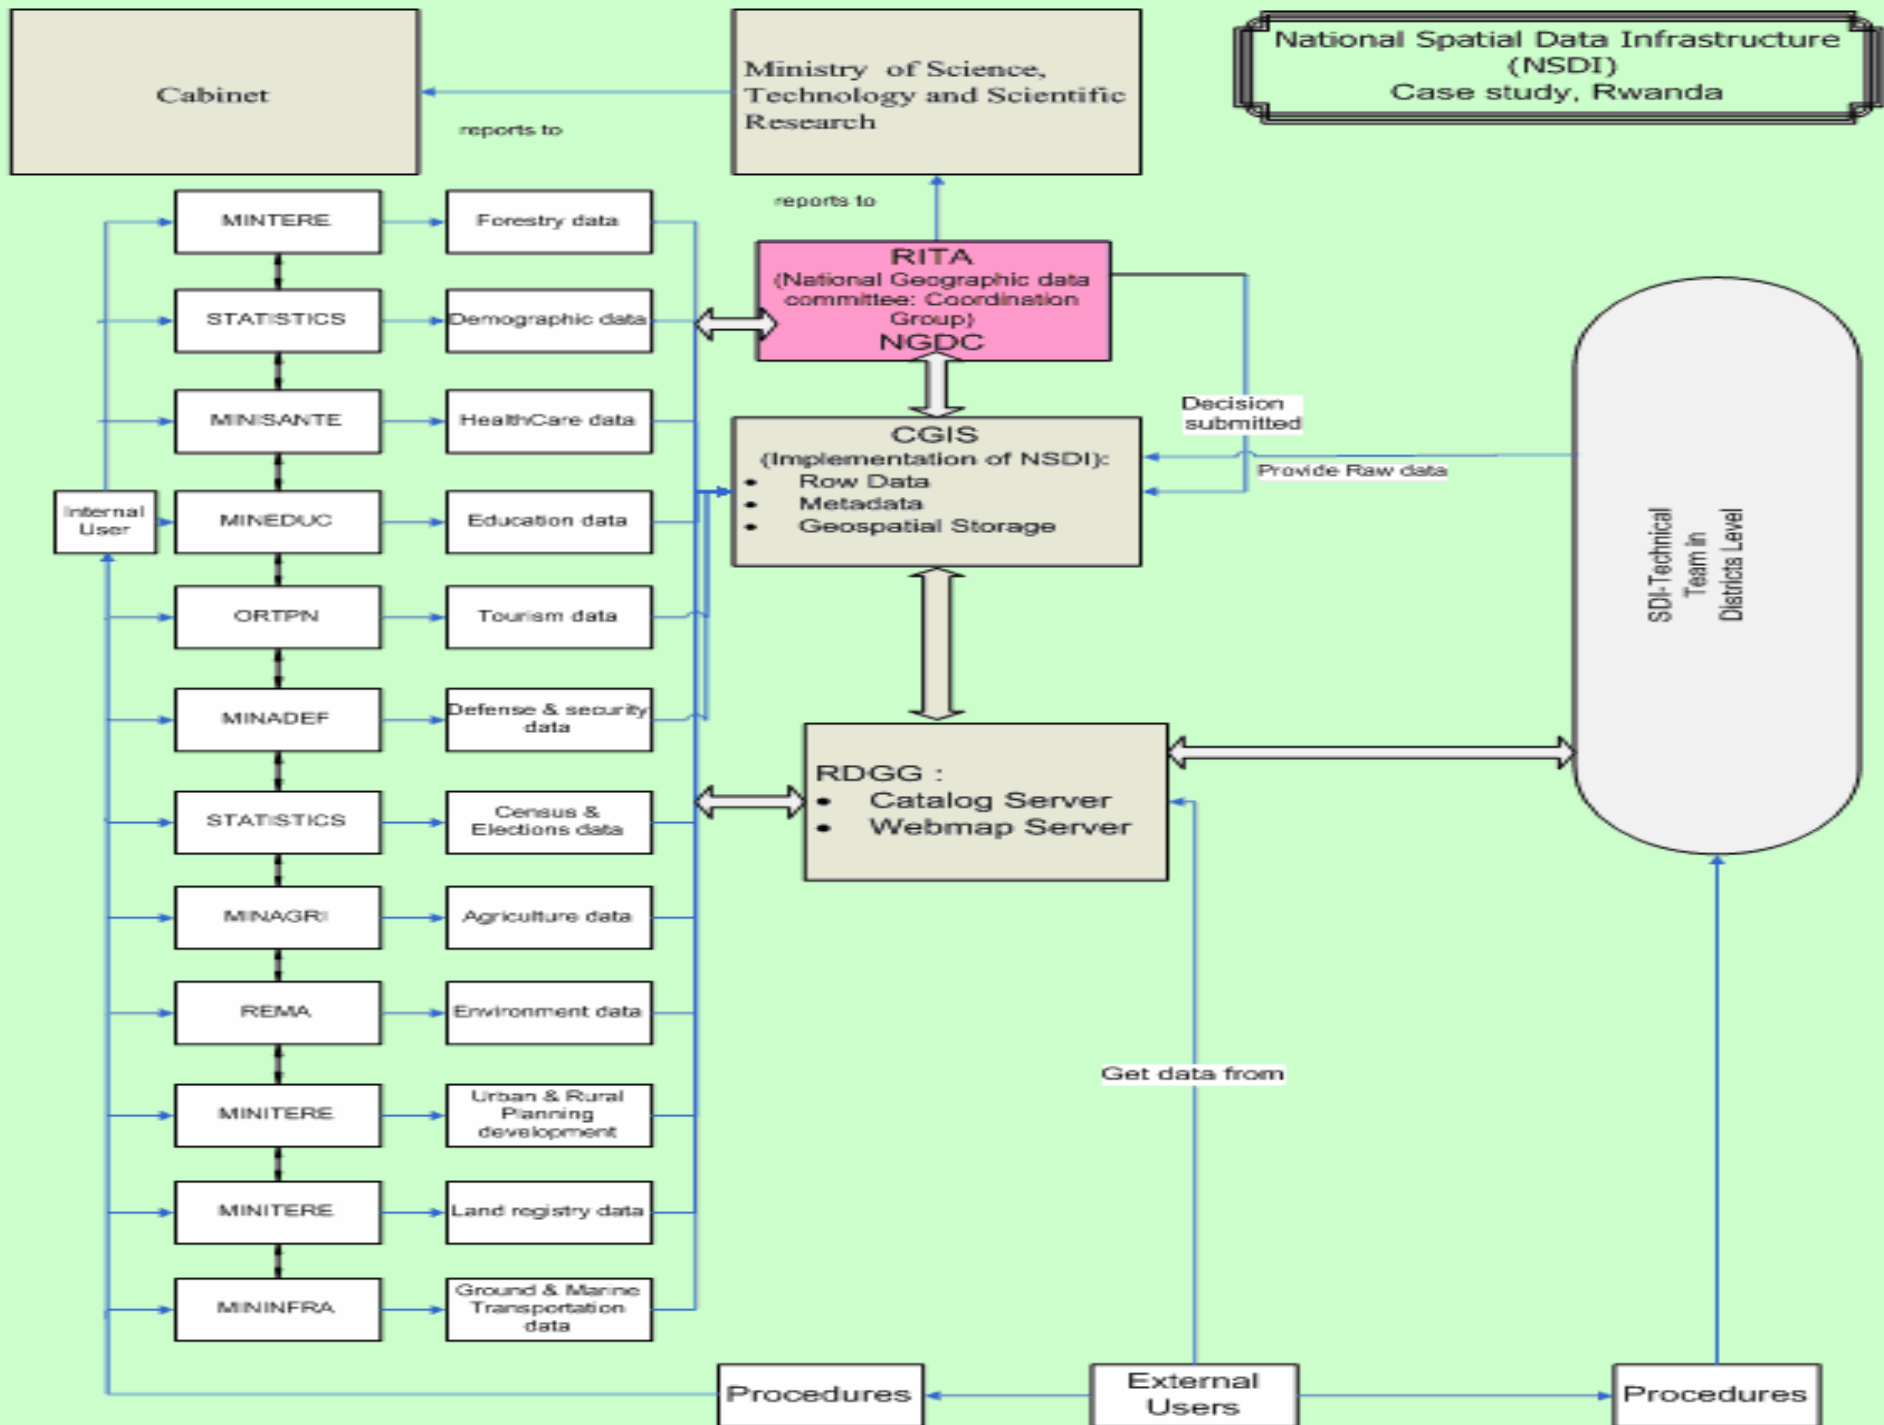 National Spatial Data Infrastructure
(NSDI)
Case study, Rwanda
Cabinet
reports to
Ministry of Science,
Technology and Scientific
Research
reports to
RITA
(National Geographic data
committee: Coordination
Group)
NGDC
Decision
submitted
CGIS
(Implementation of NSDI):
• Row Data
• Metadata
• Geospatial Storage
Provide Raw data
SDI-Technical
Team in
Districts Level
RDGG :
• Catalog Server
• Webmap Server
Get data from
Internal
User
MINTERE
Forestry data
STATISTICS
Demographic data
MINISANTE
HealthCare data
MINEDUC
Education data
ORTPN
Tourism data
MINADEF
Defense & security
data
STATISTICS
Census &
Elections data
MINAGRI
Agriculture data
REMA
Environment data
MINITERE
Urban & Rural
Planning
development
MINITERE
Land registry data
MININFRA
Ground & Marine
Transportation
data
Procedures
External
Users
Procedures